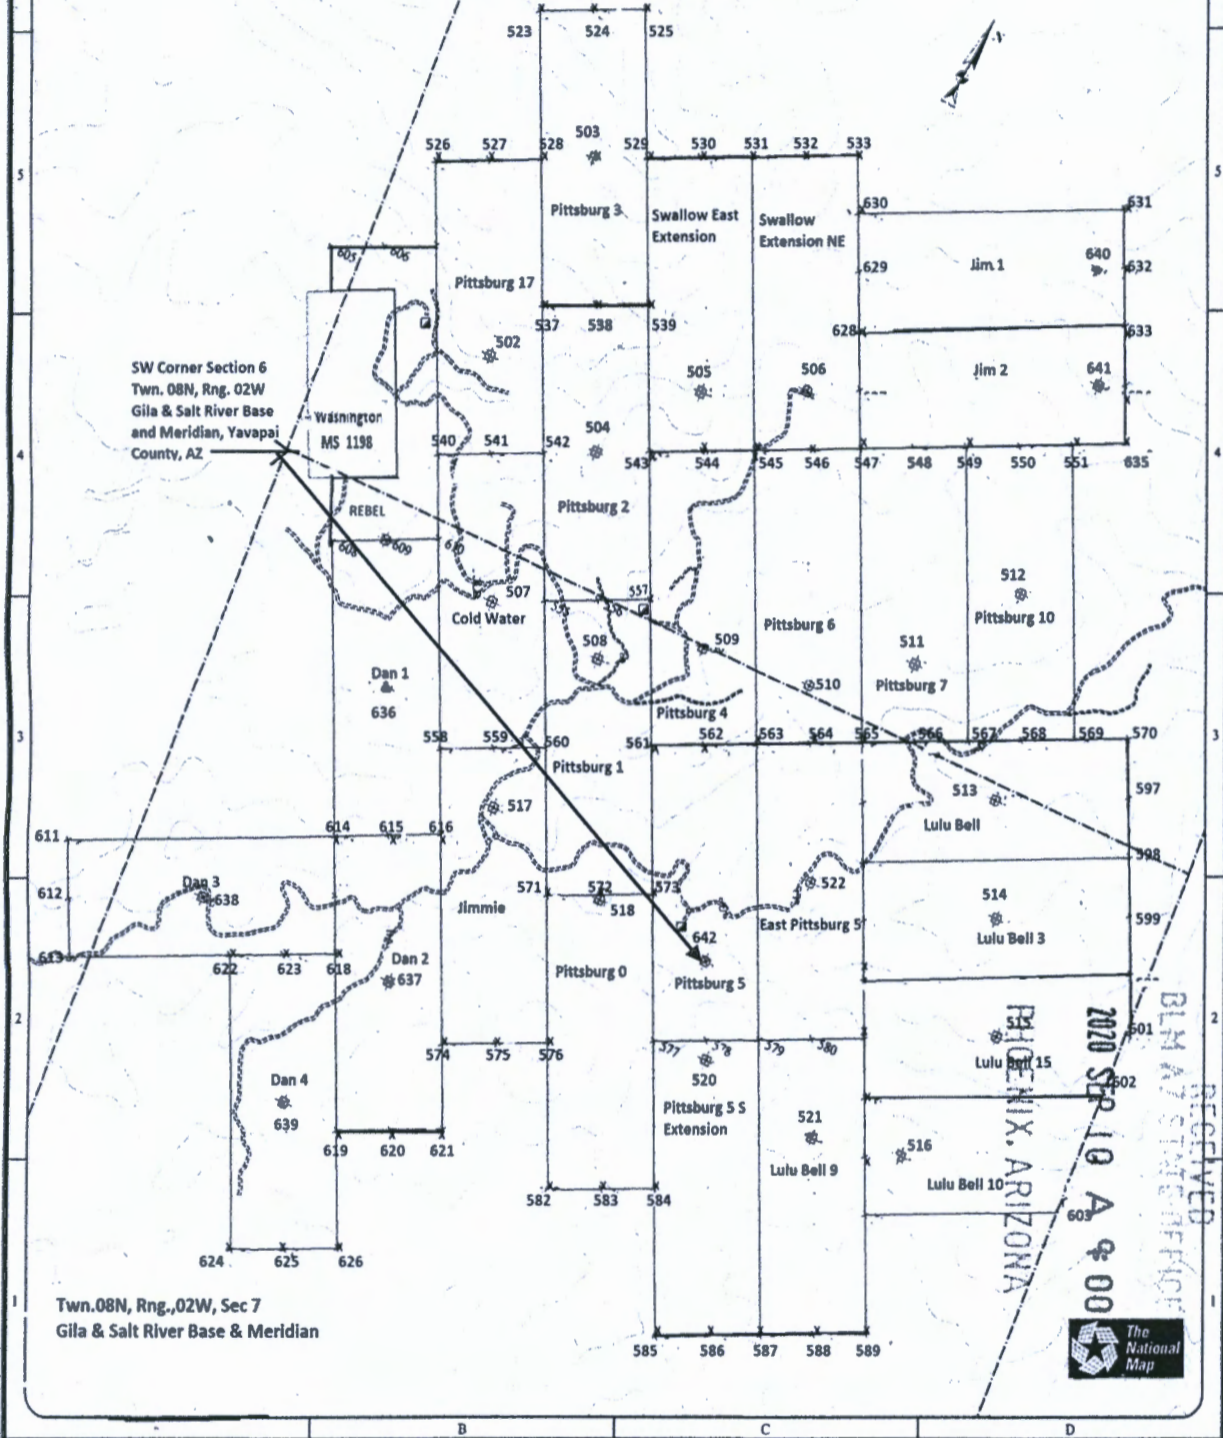 523 524 525
503
526 527 528 529 530 531 532 533
5 5
Pittsburg 3
Swallow East
Extension
Swallow
Extension NE
630 631
605 606
Pittsburg 17
629 Jim 1 640 632
537 538 539
628 633
502
505 506
Jim 2 641
SW Corner Section 6
Twn. 08N, Rng. 02W
Gila & Salt River Base
and Meridian, Yavapai
County, AZ
Washington
MS 1198
540 541 542 504
543 544 545 546 547 548 549 550 551 635
4 4
REBEL
Pittsburg 2
608 609 610
507 557
Cold Water
512
Pittsburg 10
Pittsburg 6
508 509 511
Dan 1
636
510
Pittsburg 7
Pittsburg 4
558 559 560 561 562 563 564 565 566 567 568 569 570
3 3
Pittsburg 1
517
513 597
Lulu Bell
611 614 615 616
598
Dan 3
638
612
571 572 573
518
522
514 599
Jimmie
East Pittsburg 5
Lulu Bell 3
642
613 622 623 618
Dan 2
637
Pittsburg 0
Pittsburg 5
2 2
574 575 576 577 578 579 580
515 601
Lulu Bell 15
602
Dan 4
639
520
Pittsburg 5 S
Extension
521
Lulu Bell 9
516
Lulu Bell 10
619 620 621
582 583 584
603
624 625 626
1 1
Twn.08N, Rng.,02W, Sec 7
Gila & Salt River Base & Meridian
585 586 587 588 589
RECEIVED
BLM AZ STATE OFFICE
2020 SEP 10 A 9:00
PHOENIX, ARIZONA
The
National
Map
B C D